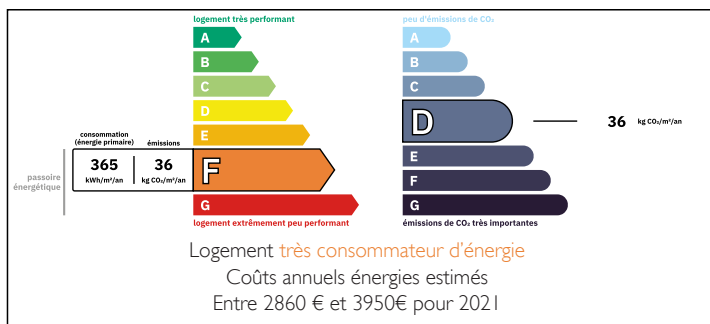 logement très performant
A
B
C
D
E
consommation
(énergie primaire)
émissions
365
kWh/m²/an
36
kg CO₂/m²/an
F
passoire
énergétique
G
logement extrêmement peu performant
peu d'émissions de CO₂
A
B
C
D
36 kg CO₂/m²/an
E
F
G
émissions de CO₂ très importantes
Logement très consommateur d'énergie
Coûts annuels énergies estimés
Entre 2860 € et 3950€ pour 2021